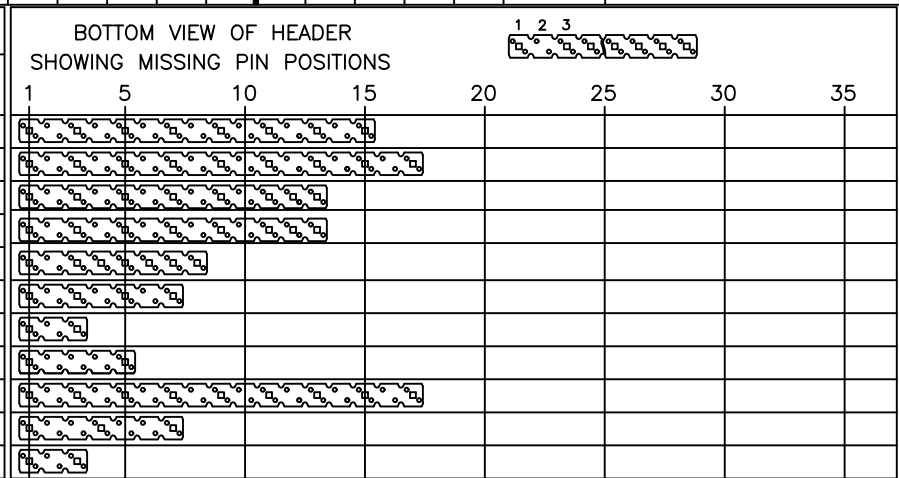 BOTTOM VIEW OF HEADER
SHOWING MISSING PIN POSITIONS
1 2 3
1 5 10 15 20 25 30 35